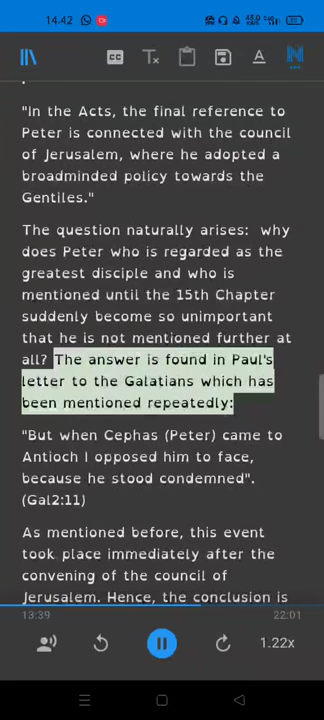 14.42
CC
"In the Acts, the final reference to
Peter is connected with the council
of Jerusalem, where he adopted a
broadminded policy towards the
Gentiles."
The question naturally arises: why
does Peter who is regarded as the
greatest disciple and who is
mentioned until the 15th Chapter
suddenly become so unimportant
that he is not mentioned further at
all? The answer is found in Paul's
letter to the Galatians which has
been mentioned repeatedly:
"But when Cephas (Peter) came to
Antioch I opposed him to face,
because he stood condemned".
(Gal2:11)
As mentioned before, this event
took place immediately after the
convening of the council of
Jerusalem. Hence, the conclusion is
13:39
22:01
1.22x